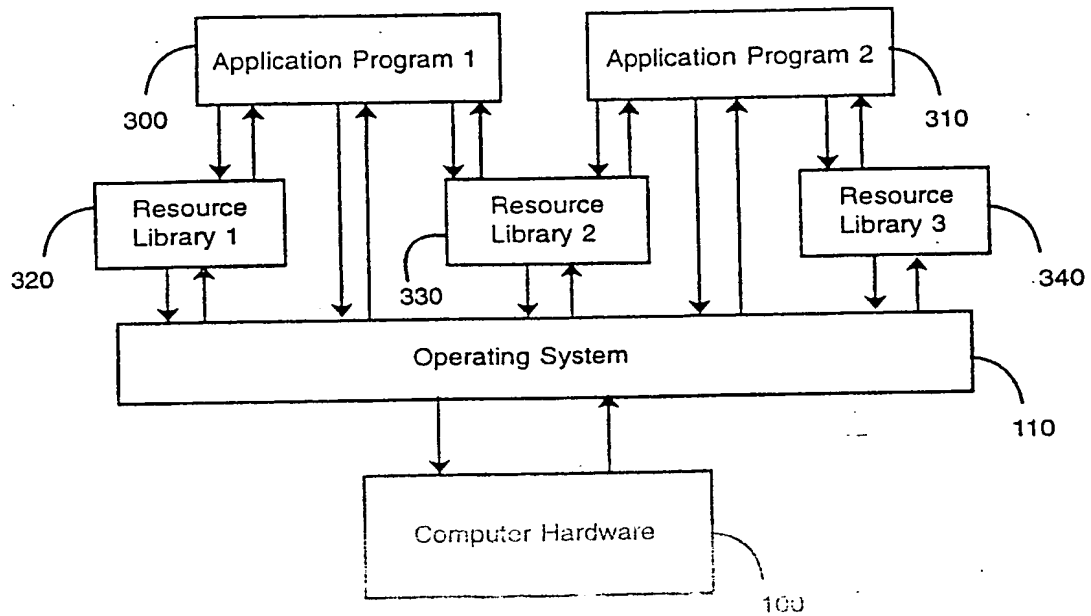 Application Program 1
Application Program 2
300
310
Resource
Library 1
Resource
Library 2
Resource
Library 3
320
330
340
Operating System
110
Computer Hardware
100